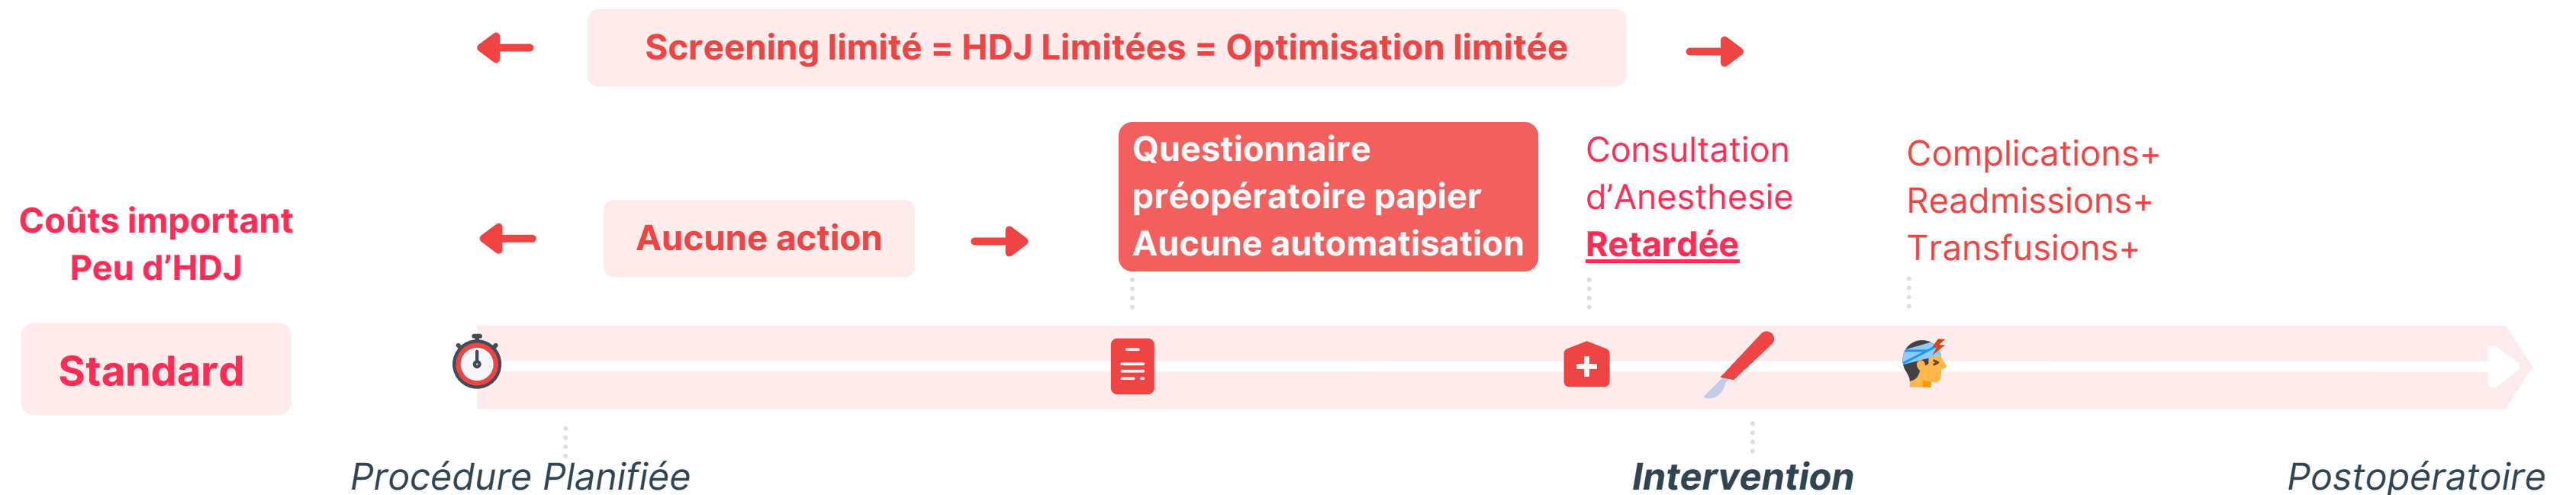 Screening limité = HDJ Limitées = Optimisation limitée
Coûts important
Peu d’HDJ
Standard
Aucune action
Questionnaire
préopératoire papier
Aucune automatisation
Consultation
d’Anesthesie
Retardée
Complications+
Readmissions+
Transfusions+
Procédure Planifiée
Intervention
Postopératoire